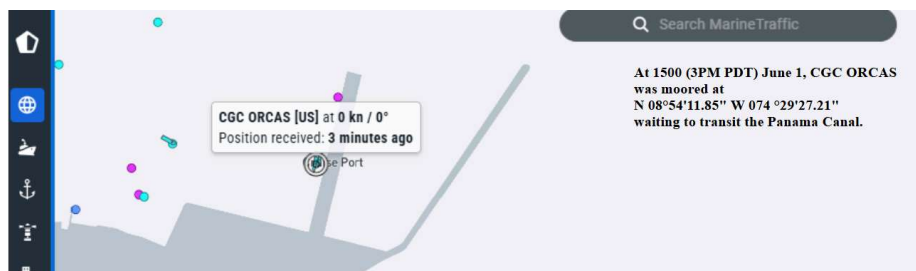 Search MarineTraffic
At 1500 (3PM PDT) June 1, CGC ORCAS
was moored at
N 08°54'11.85" W 074 °29'27.21"
waiting to transit the Panama Canal.
CGC ORCAS [US] at 0 kn / 0°
Position received: 3 minutes ago
se Port